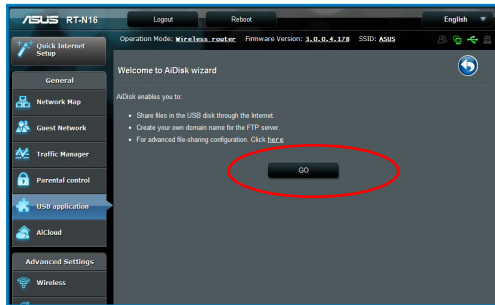 ASUS RT-N16 Logout Reboot English
Quick Internet Setup
Operation Mode: Wireless router Firmware Version: 3.0.0.4.178 SSID: ASUS
General
Network Map
Guest Network
Traffic Manager
Parental control
USB application
AiCloud
Advanced Settings
Wireless
Welcome to AiDisk wizard
AiDisk enables you to:
• Share files in the USB disk through the Internet.
• Create your own domain name for the FTP server.
• For advanced file-sharing configuration. Click here
GO